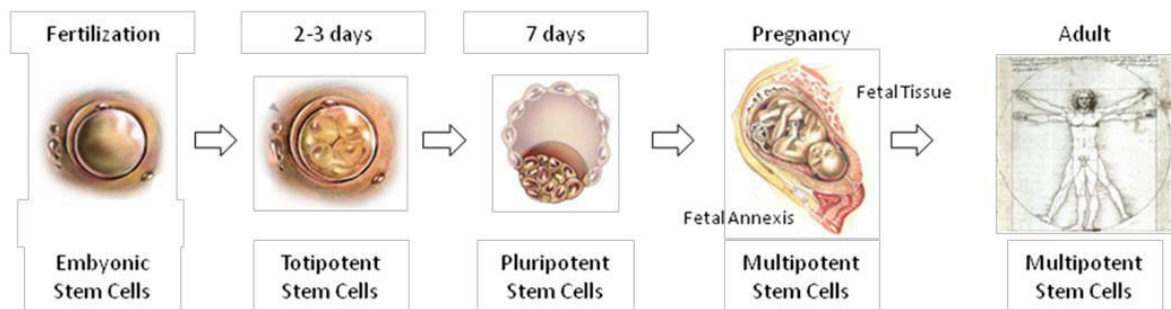 Fertilization
2-3 days
7 days
Pregnancy
Adult
Fetal Tissue
Fetal Annexis
Embyonic
Stem Cells
Totipotent
Stem Cells
Pluripotent
Stem Cells
Multipotent
Stem Cells
Multipotent
Stem Cells